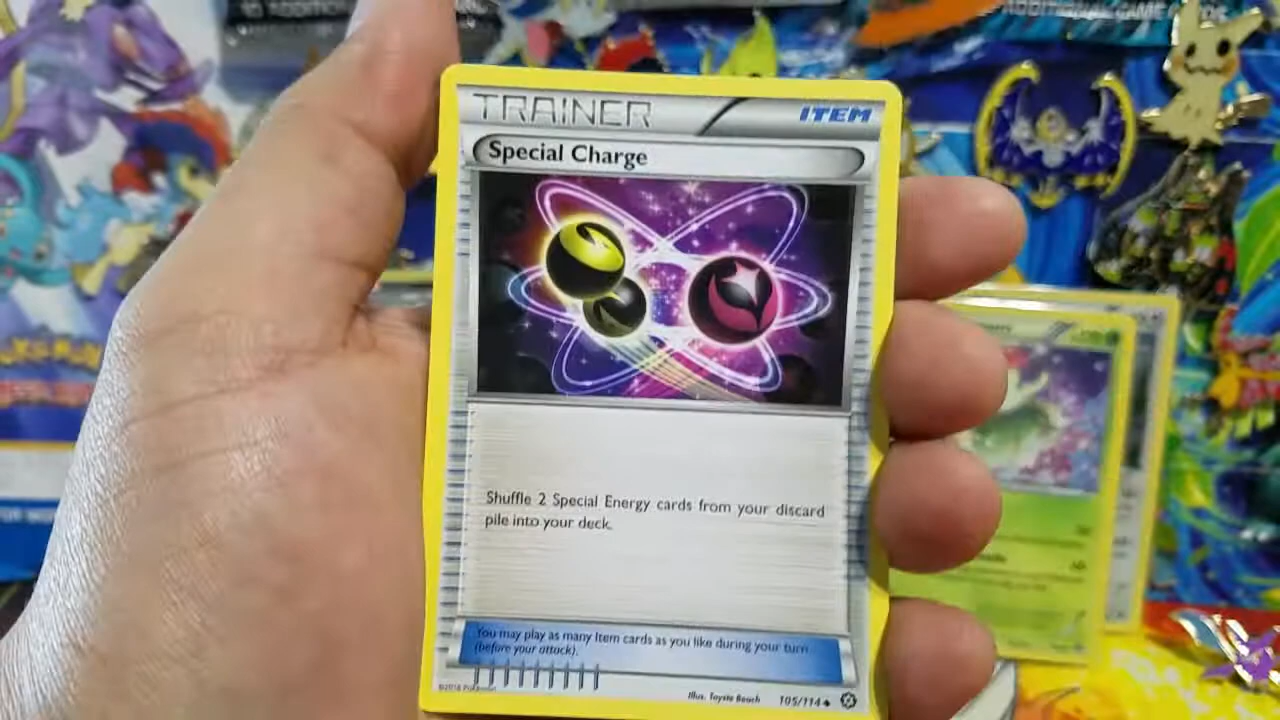 ADDITIONAL GAME
TRAINER
ITEM
Special Charge
Shuffle 2 Special Energy cards from your discard
pile into your deck.
You may play as many Item cards as you like during your turn
(before your attack).
©2016 Pokémon
Illus. Toyste Beach
105/114